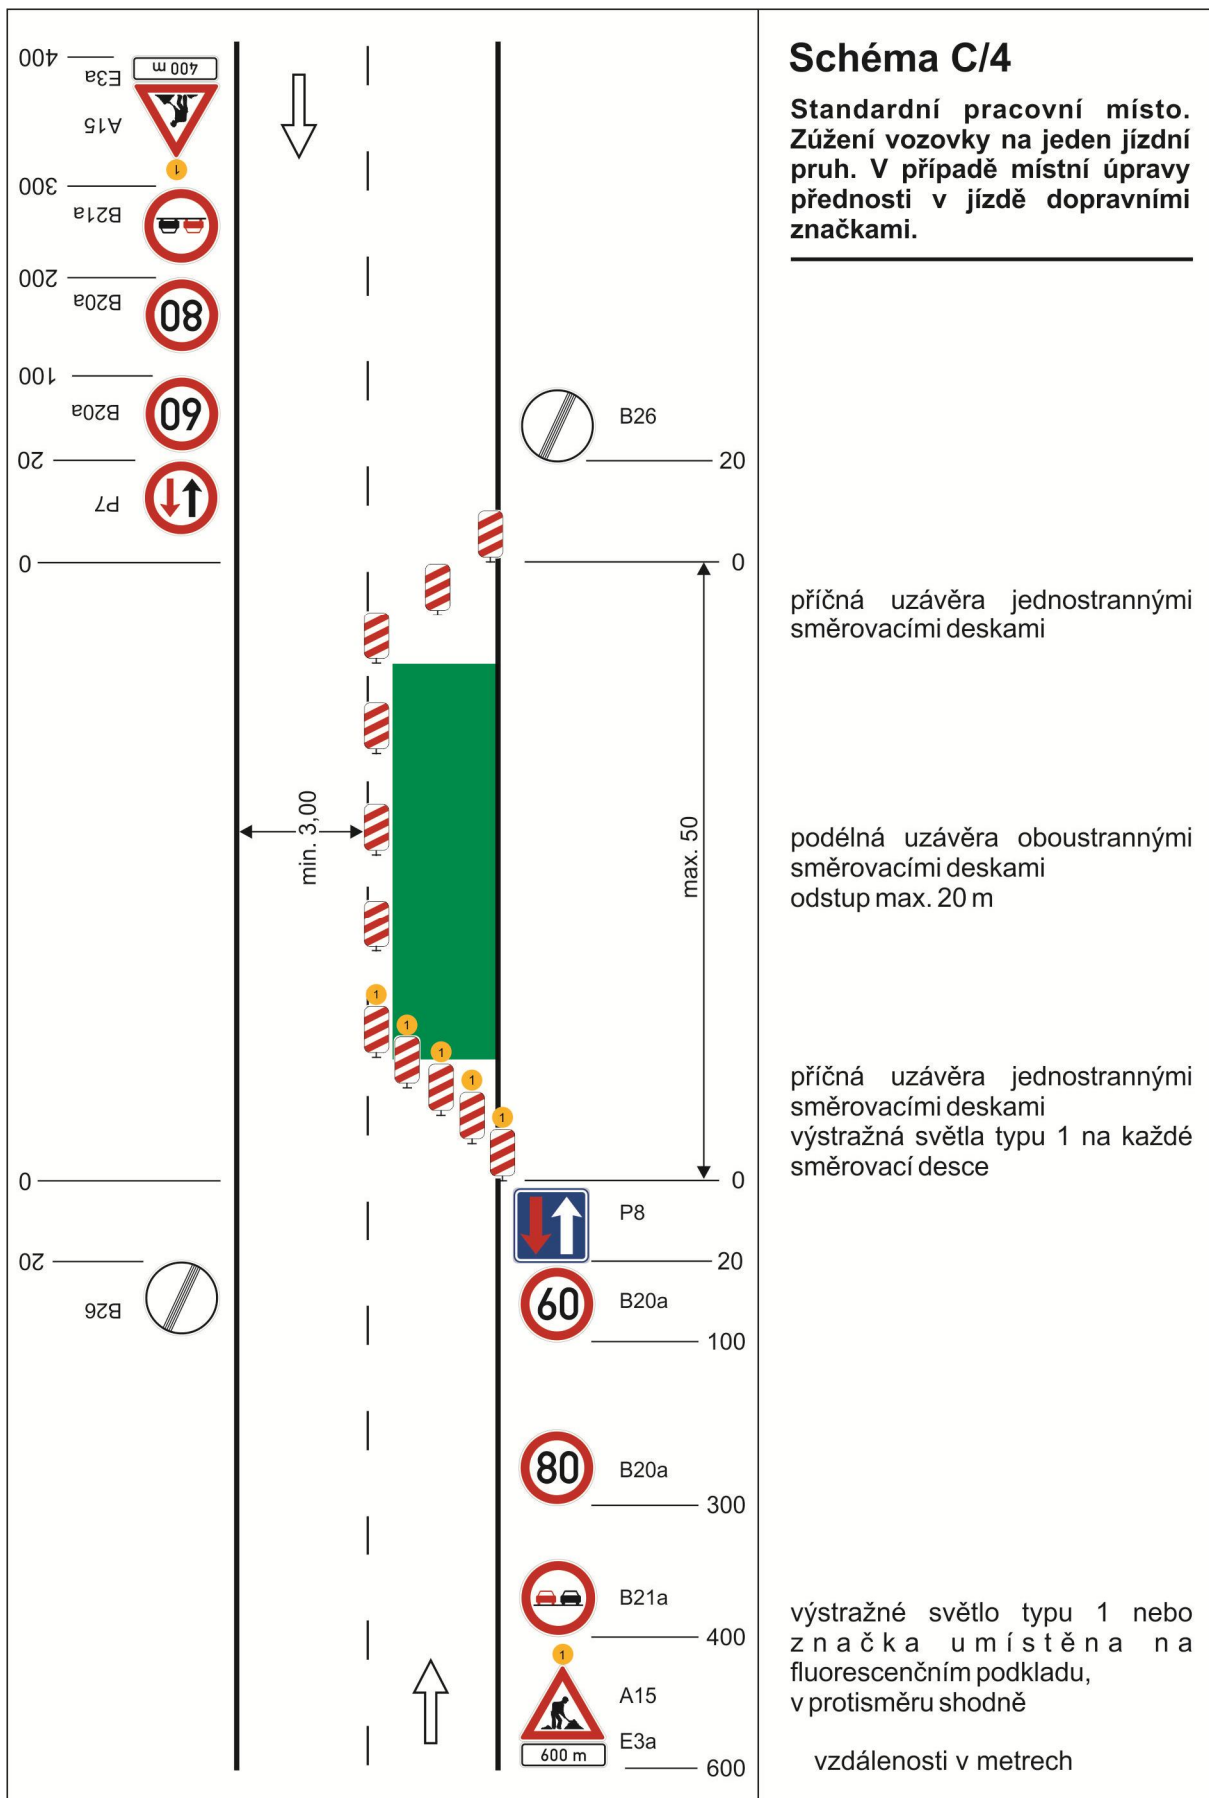 Schéma C/4
Standardní pracovní místo.
Zúžení vozovky na jeden jízdní
pruh. V případě místní úpravy
přednosti v jízdě dopravními
značkami.
400
E3a
400 m
A15
1
300
B21a
200
B20a
80
100
B20a
60
20
P7
0
B26
20
0
příčná uzávěra jednostrannými
směrovacími deskami
min. 3,00
max. 50
podélná uzávěra oboustrannými
směrovacími deskami
odstup max. 20 m
1
1
1
1
1
příčná uzávěra jednostrannými
směrovacími deskami
výstražná světla typu 1 na každé
směrovací desce
0
20
B26
0
P8
20
60
B20a
100
80
B20a
300
B21a
400
1
A15
E3a
600 m
600
výstražné světlo typu 1 nebo
značka umístěna na
fluorescenčním podkladu,
v protisměru shodně
vzdálenosti v metrech